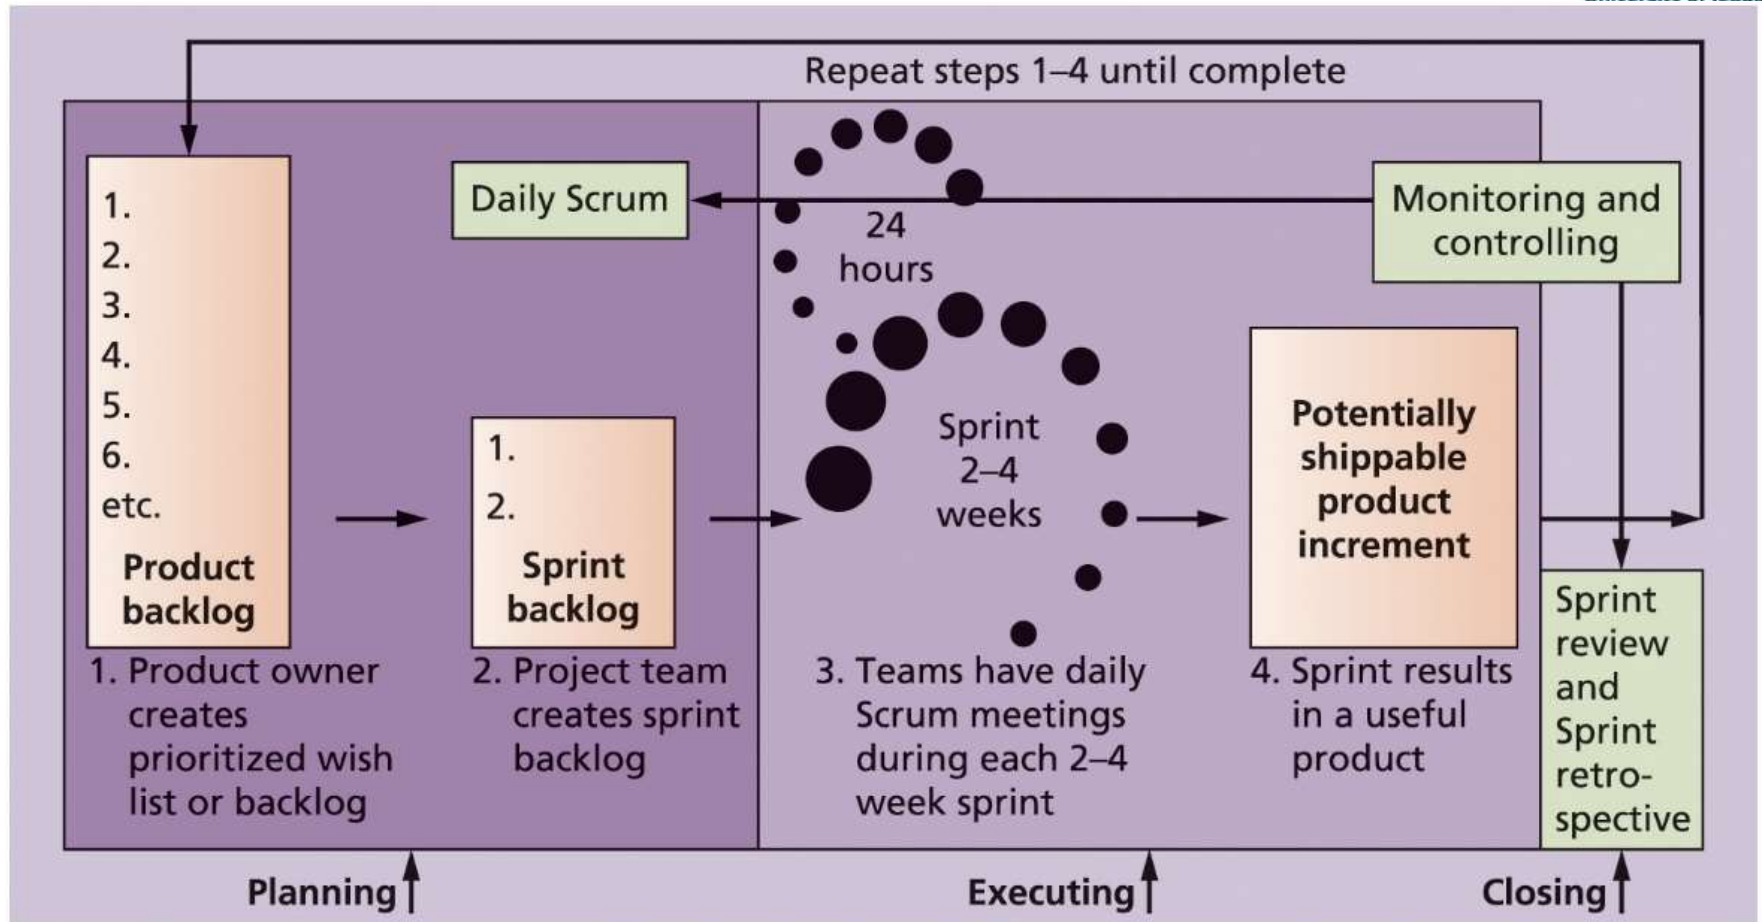 Repeat steps 1–4 until complete
1.
2.
3.
4.
5.
6.
etc.
Product
backlog
Daily Scrum
1.
2.
Sprint
backlog
24
hours
Sprint
2–4
weeks
Monitoring and
controlling
Potentially
shippable
product
increment
1. Product owner
creates
prioritized wish
list or backlog
2. Project team
creates sprint
backlog
3. Teams have daily
Scrum meetings
during each 2–4
week sprint
4. Sprint results
in a useful
product
Sprint
review
and
Sprint
retro-
spective
Planning
Executing
Closing